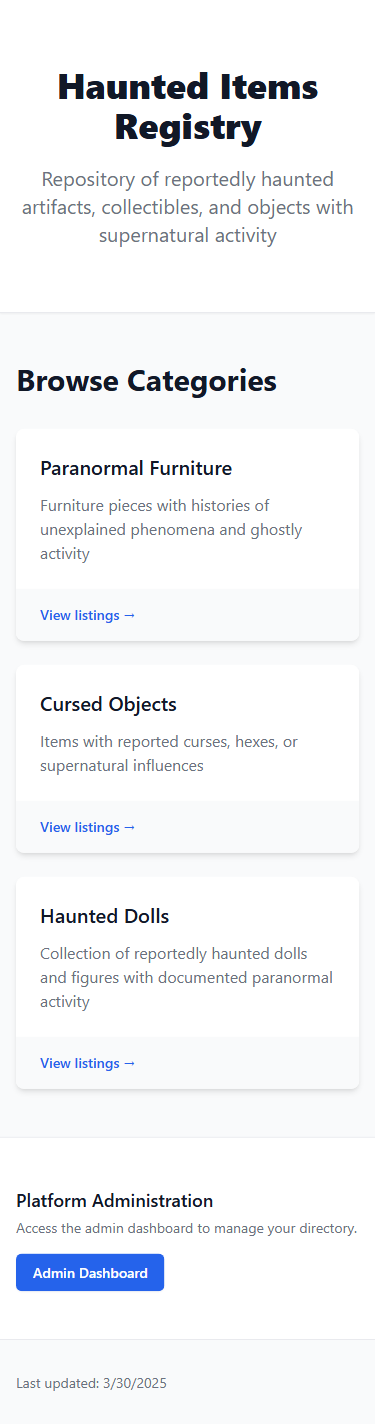 Haunted Items
Registry
Repository of reportedly haunted
artifacts, collectibles, and objects with
supernatural activity
Browse Categories
Paranormal Furniture
Furniture pieces with histories of
unexplained phenomena and ghostly
activity
View listings →
Cursed Objects
Items with reported curses, hexes, or
supernatural influences
View listings →
Haunted Dolls
Collection of reportedly haunted dolls
and figures with documented paranormal
activity
View listings →
Platform Administration
Access the admin dashboard to manage your directory.
Admin Dashboard
Last updated: 3/30/2025